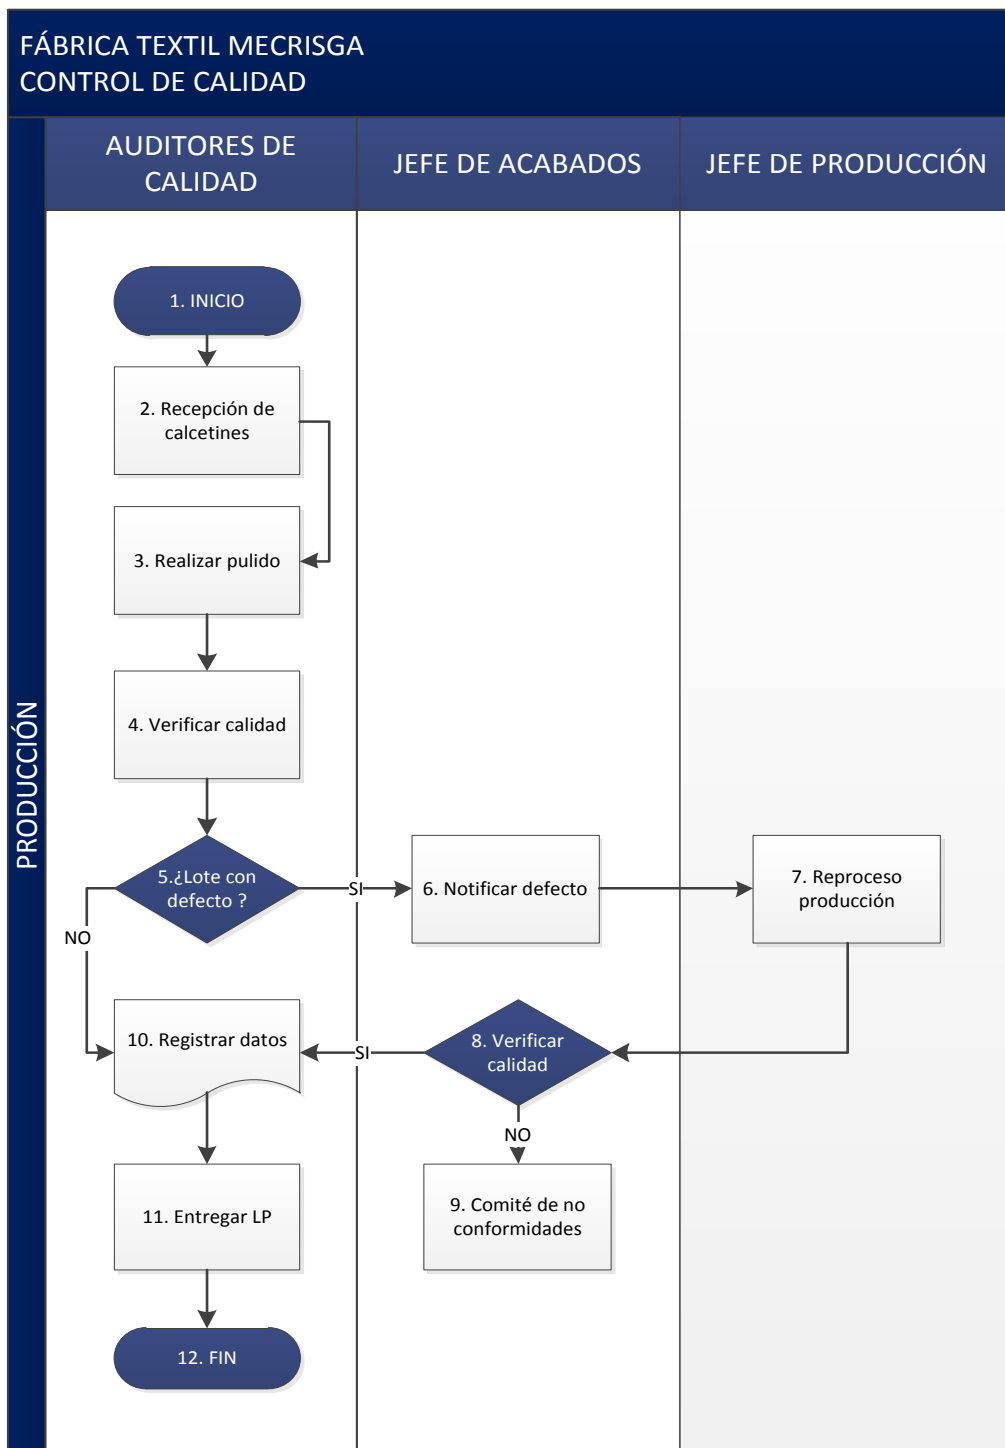 FÁBRICA TEXTIL MECRISGA
CONTROL DE CALIDAD
PRODUCCIÓN
AUDITORES DE
CALIDAD
JEFE DE ACABADOS
JEFE DE PRODUCCIÓN
1. INICIO
2. Recepción de
calcetines
3. Realizar pulido
4. Verificar calidad
5.¿Lote con
defecto ?
SI
6. Notificar defecto
7. Reproceso
producción
NO
10. Registrar datos
SI
8. Verificar
calidad
NO
9. Comité de no
conformidades
11. Entregar LP
12. FIN